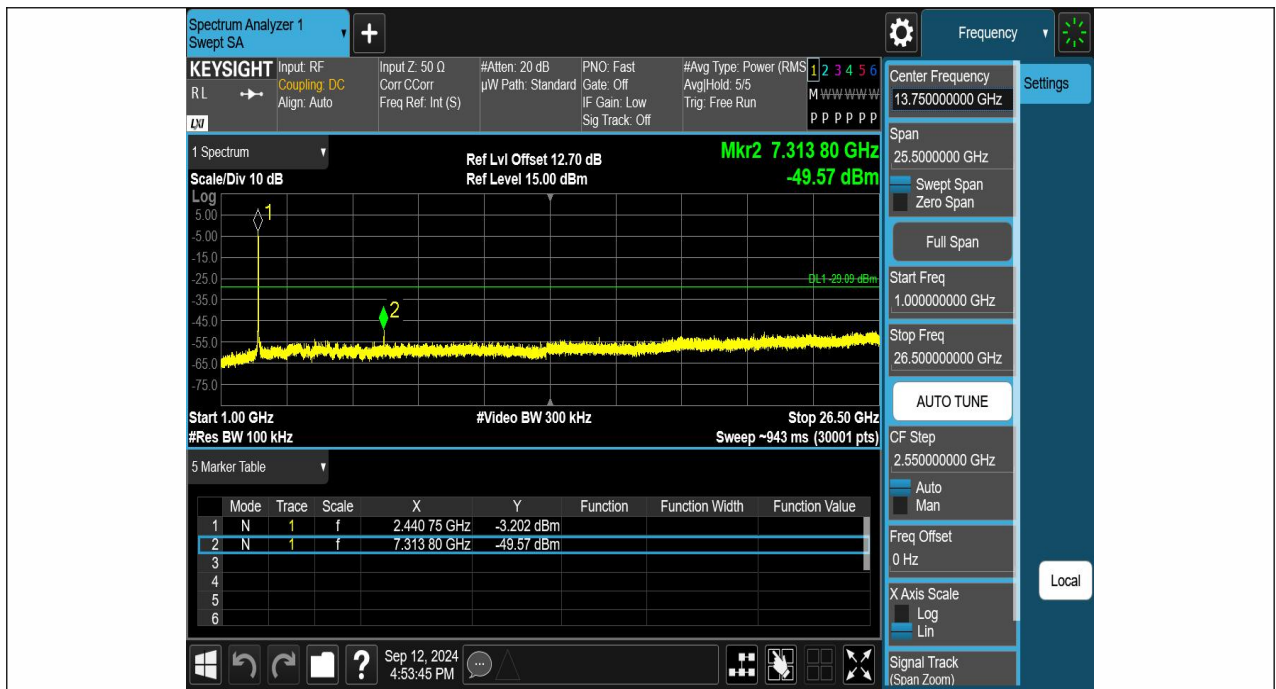 Spectrum Analyzer 1
Swept SA
+
Frequency
KEYSIGHT
RL
LXI
Input: RF
Coupling: DC
Align: Auto
Input Z: 50 Ω
Corr CCorr
Freq Ref: Int (S)
#Atten: 20 dB
µW Path: Standard
PNO: Fast
Gate: Off
IF Gain: Low
Sig Track: Off
#Avg Type: Power (RMS
Avg|Hold: 5/5
Trig: Free Run
1 2 3 4 5 6
M W W W W W
P P P P P P
1 Spectrum
Scale/Div 10 dB
Ref Lvl Offset 12.70 dB
Ref Level 15.00 dBm
Mkr2 7.313 80 GHz
-49.57 dBm
Log
5.00
-5.00
-15.0
-25.0
-35.0
-45.0
-55.0
-65.0
-75.0
1
2
DL1 -29.09 dBm
Start 1.00 GHz
#Video BW 300 kHz
Stop 26.50 GHz
#Res BW 100 kHz
Sweep ~943 ms (30001 pts)
5 Marker Table
Mode Trace Scale X Y Function Function Width Function Value
1 N 1 f 2.440 75 GHz -3.202 dBm
2 N 1 f 7.313 80 GHz -49.57 dBm
3
4
5
6
?
Sep 12, 2024
4:53:45 PM
Center Frequency
13.750000000 GHz
Settings
Span
25.5000000 GHz
Swept Span
Zero Span
Full Span
Start Freq
1.000000000 GHz
Stop Freq
26.500000000 GHz
AUTO TUNE
CF Step
2.550000000 GHz
Auto
Man
Freq Offset
0 Hz
Local
X Axis Scale
Log
Lin
Signal Track
(Span Zoom)